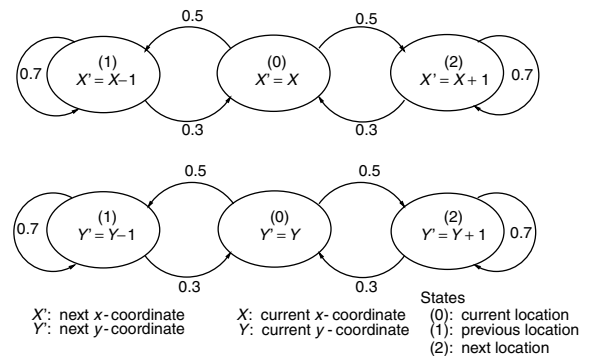 0.5 0.5
(1) (0) (2)
0.7 X' = X–1 X' = X X' = X + 1 0.7
0.3 0.3
0.5 0.5
(1) (0) (2)
0.7 Y' = Y–1 Y' = Y Y' = Y + 1 0.7
0.3 0.3
States
X': next x - coordinate X: current x- coordinate (0): current location
Y': next y - coordinate Y: current y - coordinate (1): previous location
(2): next location